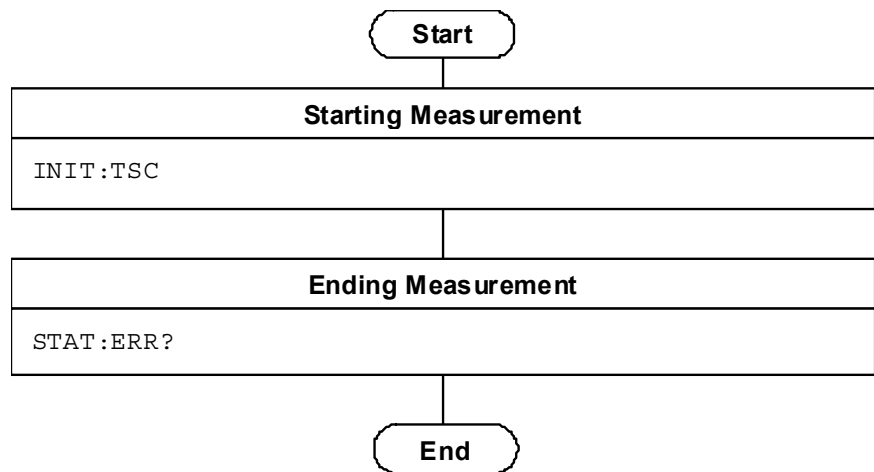 Start
Starting Measurement
INIT:TSC
Ending Measurement
STAT:ERR?
End